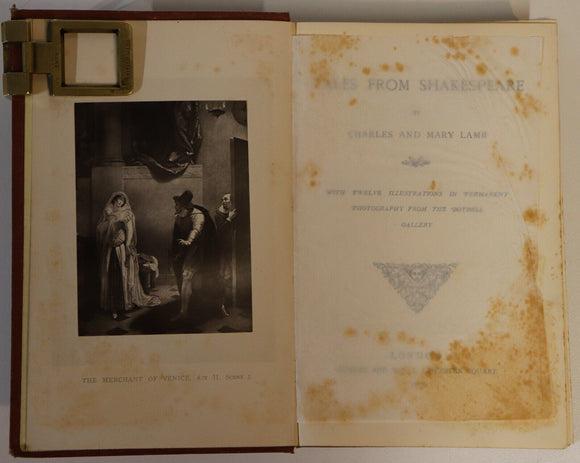 THE MERCHANT OF VENICE, ACT II. SCENE
TALES FROM SHAKESPEARE
BY
CHARLES AND MARY LAMB
WITH TWELVE ILLUSTRATIONS IN PERMANENT
PHOTOGRAPHY FROM THE BOYDELL
GALLERY
LONDON
SQUARE